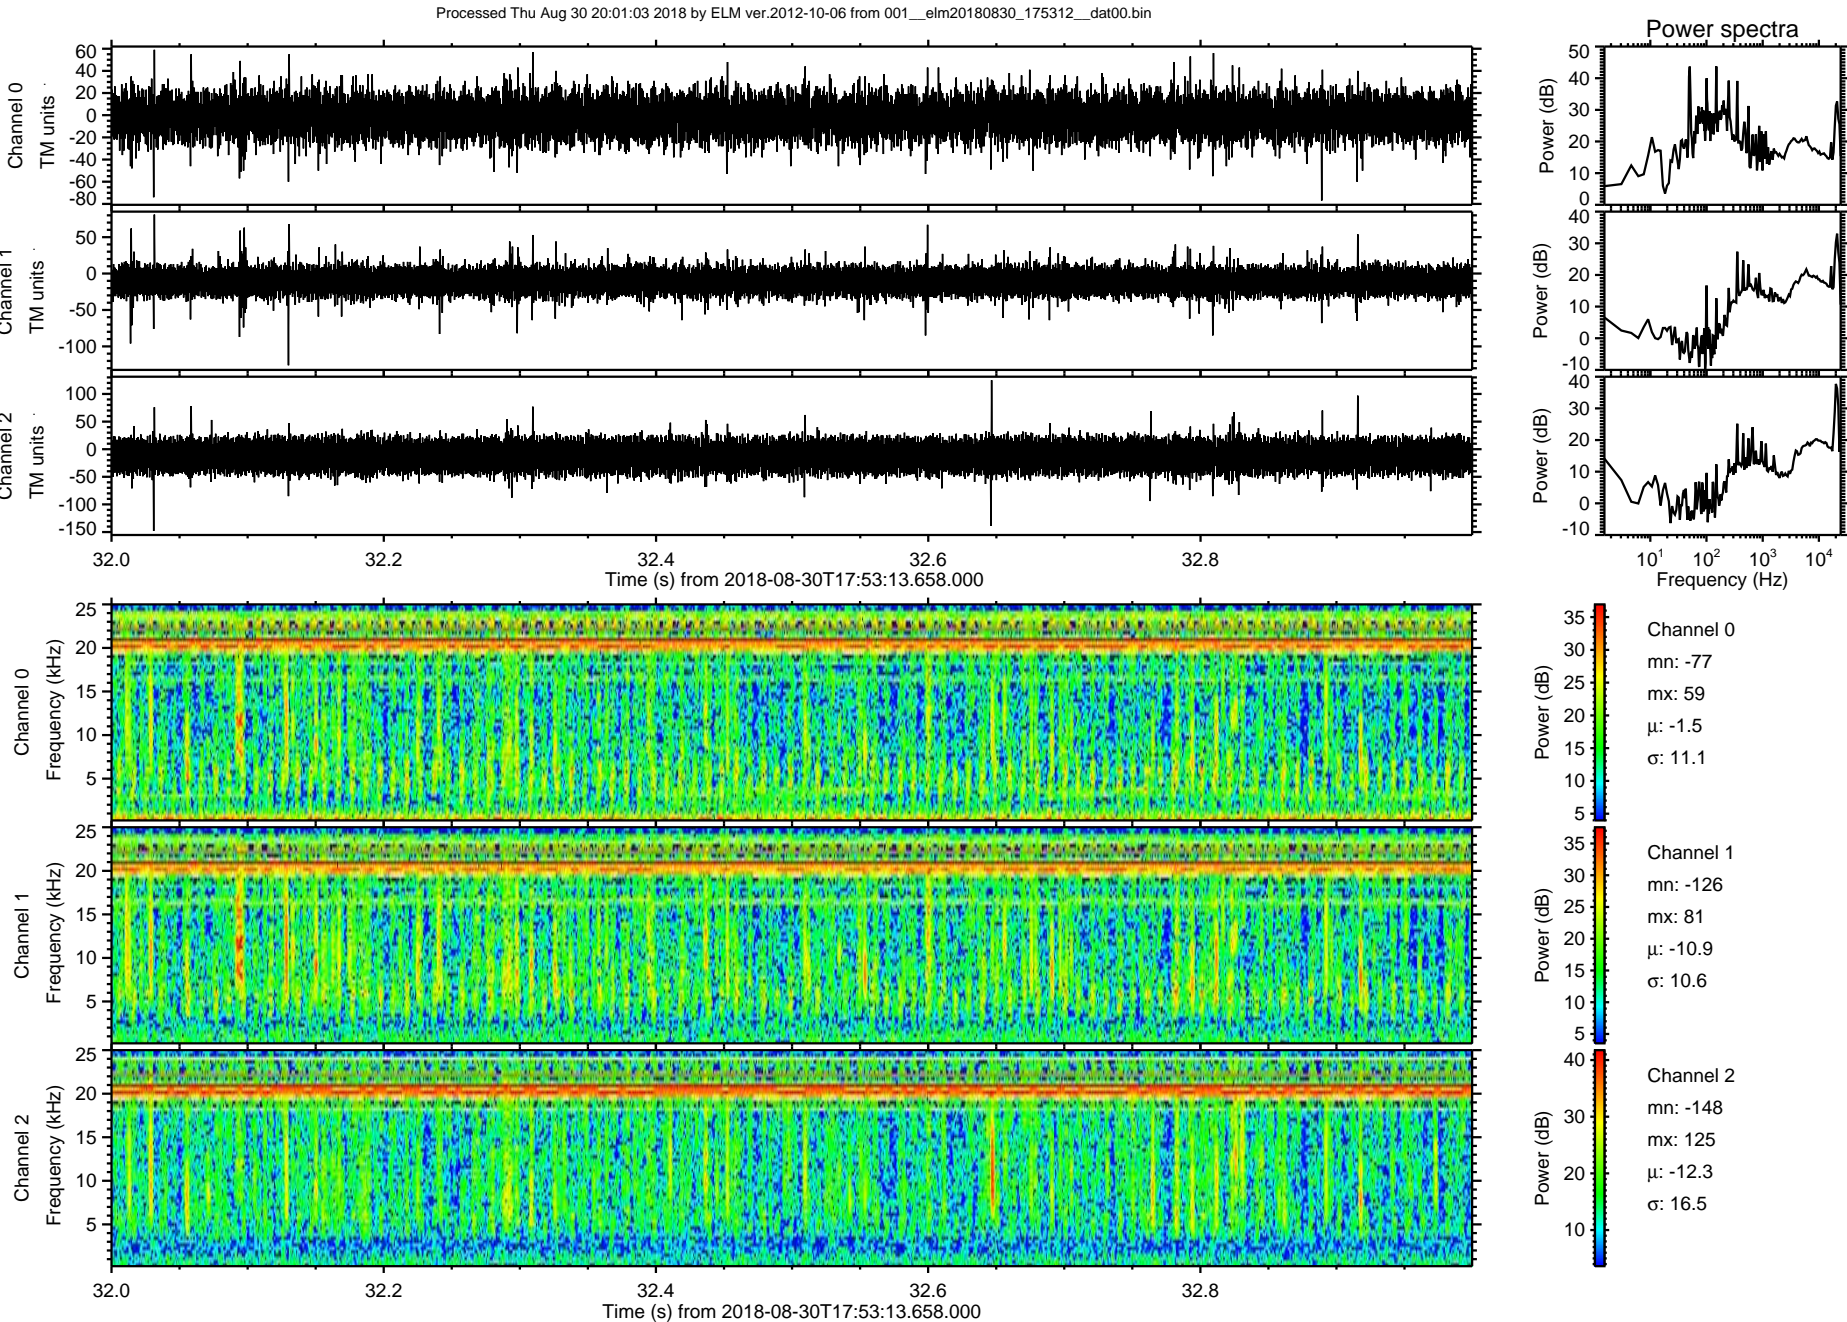 Processed Thu Aug 30 20:01:03 2018 by ELM ver.2012-10-06 from 001__elm20180830_175312__dat00.bin
Power spectra
Channel 0
TM units
60
40
20
0
-20
-40
-60
-80
Power (dB)
50
40
30
20
10
0
Channel 1
TM units
50
0
-50
-100
Power (dB)
40
30
20
10
0
-10
Channel 2
TM units
100
50
0
-50
-100
-150
Power (dB)
40
30
20
10
0
-10
32.0 32.2 32.4 32.6 32.8
Time (s) from 2018-08-30T17:53:13.658.000
10¹ 10² 10³ 10⁴
Frequency (Hz)
Channel 0
Frequency (kHz)
25
20
15
10
5
Power (dB)
35
30
25
20
15
10
5
Channel 0
mn: -77
mx: 59
μ: -1.5
σ: 11.1
Channel 1
Frequency (kHz)
25
20
15
10
5
Power (dB)
35
30
25
20
15
10
5
Channel 1
mn: -126
mx: 81
μ: -10.9
σ: 10.6
Channel 2
Frequency (kHz)
25
20
15
10
5
Power (dB)
40
30
20
10
Channel 2
mn: -148
mx: 125
μ: -12.3
σ: 16.5
32.0 32.2 32.4 32.6 32.8
Time (s) from 2018-08-30T17:53:13.658.000